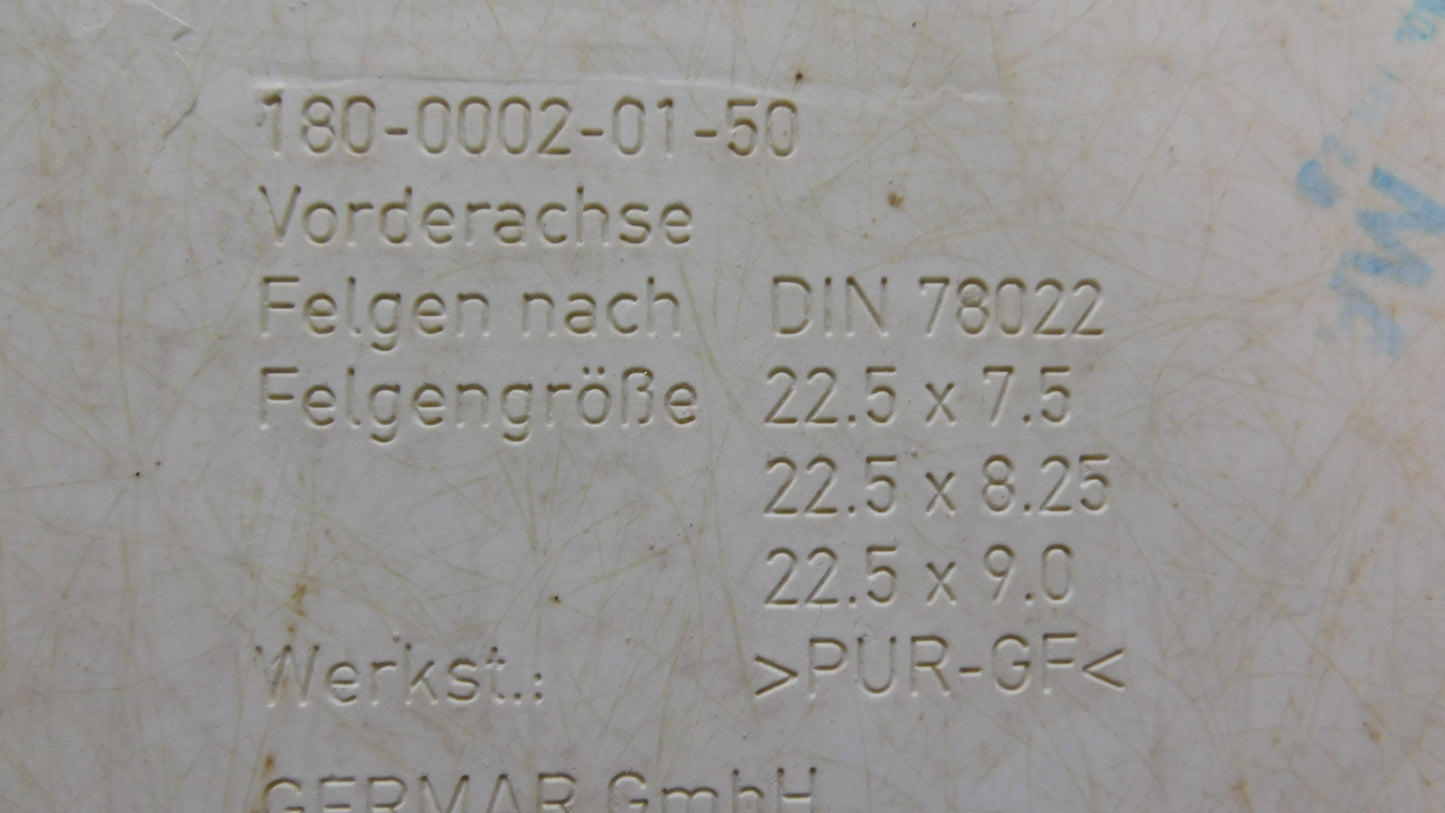 180-0002-01-50
Vorderachse
Felgen nach DIN 78022
Felgengröße 22.5 x 7.5
22.5 x 8.25
22.5 x 9.0
Werkst.: >PUR-GF<
GERMAR GmbH